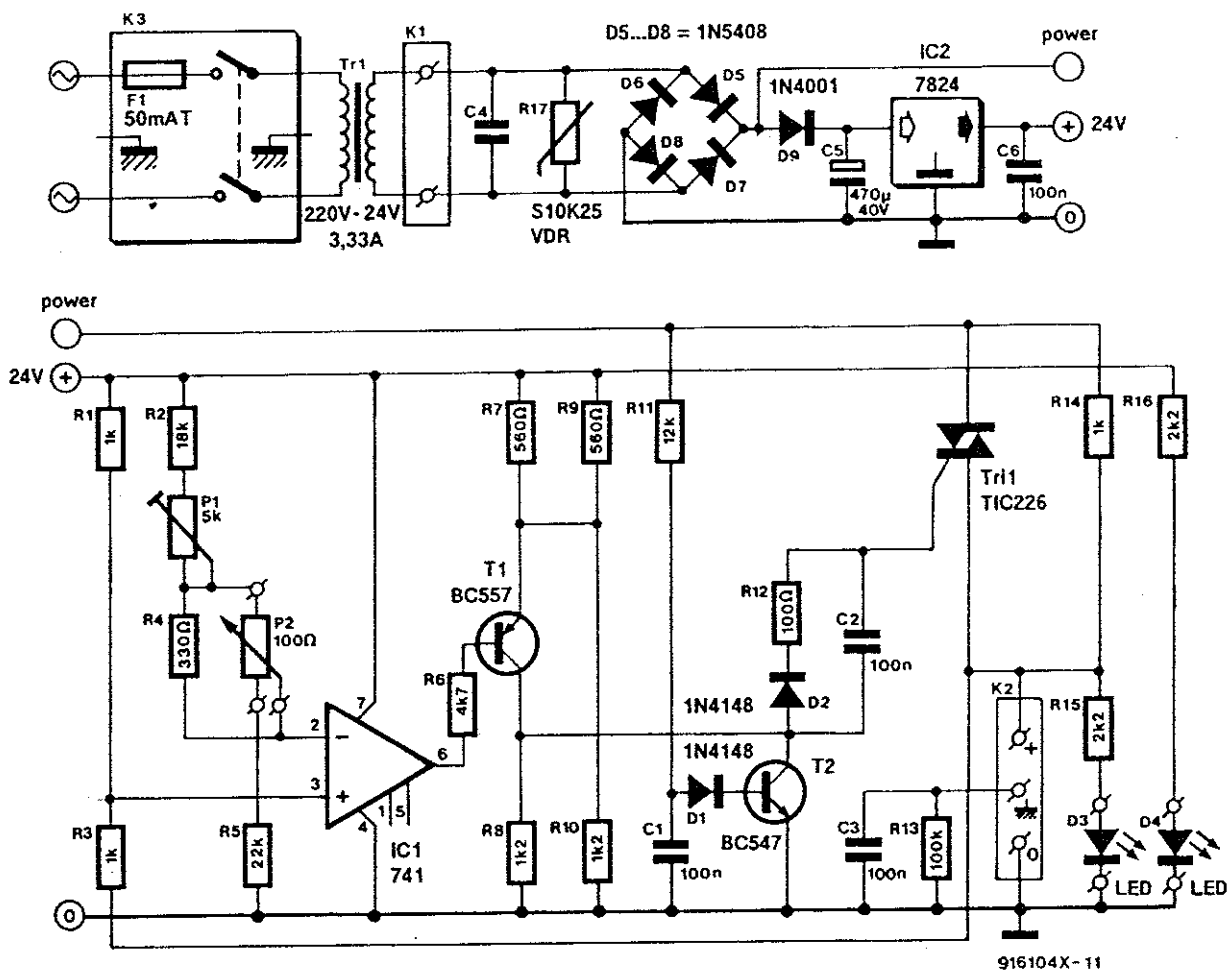 K3
F1
50mAT
Tr1
220V-24V
3,33A
K1
C4
R17
S10K25
VDR
D5...D8 = 1N5408
D6
D5
D8
D7
1N4001
D9
C5
470µ
40V
IC2
7824
C6
100n
power
+ 24V
0
power
24V +
R1
1k
R2
18k
P1
5k
R4
330Ω
P2
100Ω
R3
1k
R5
22k
2
3
7
6
4
1
5
-
+
IC1
741
R6
4k7
T1
BC557
R7
560Ω
R9
560Ω
R8
1k2
R10
1k2
R11
12k
C1
100n
1N4148
D2
1N4148
D1
T2
BC547
R12
100Ω
C2
100n
Tri1
TIC226
C3
100n
R13
100k
K2
+
0
R14
1k
R15
2k2
R16
2k2
D3
LED
D4
LED
0
916104X-11